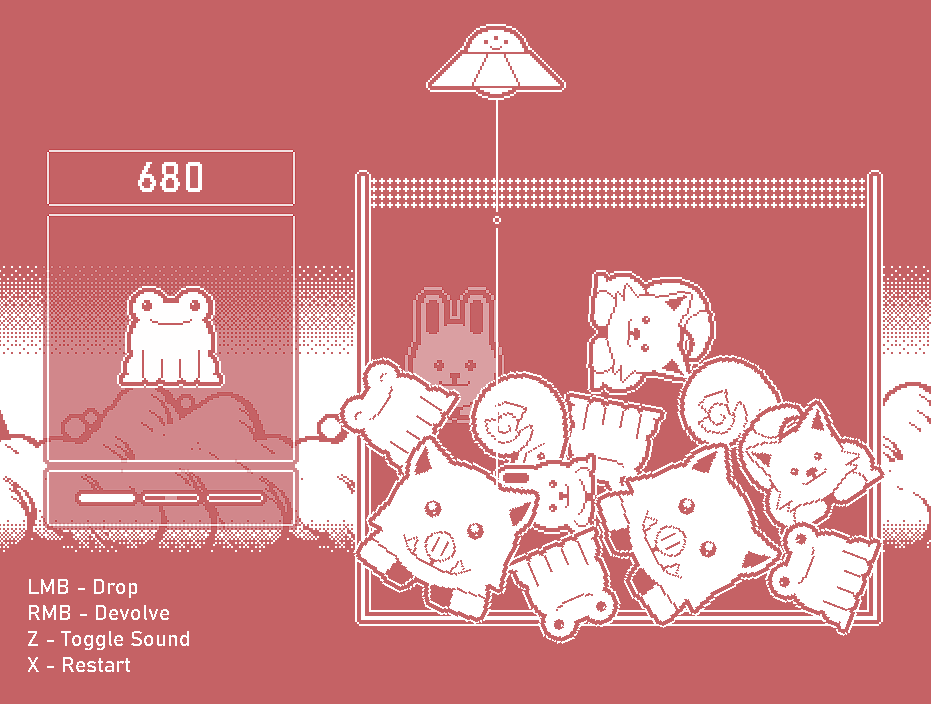 680
LMB - Drop
RMB - Devolve
Z - Toggle Sound
X - Restart